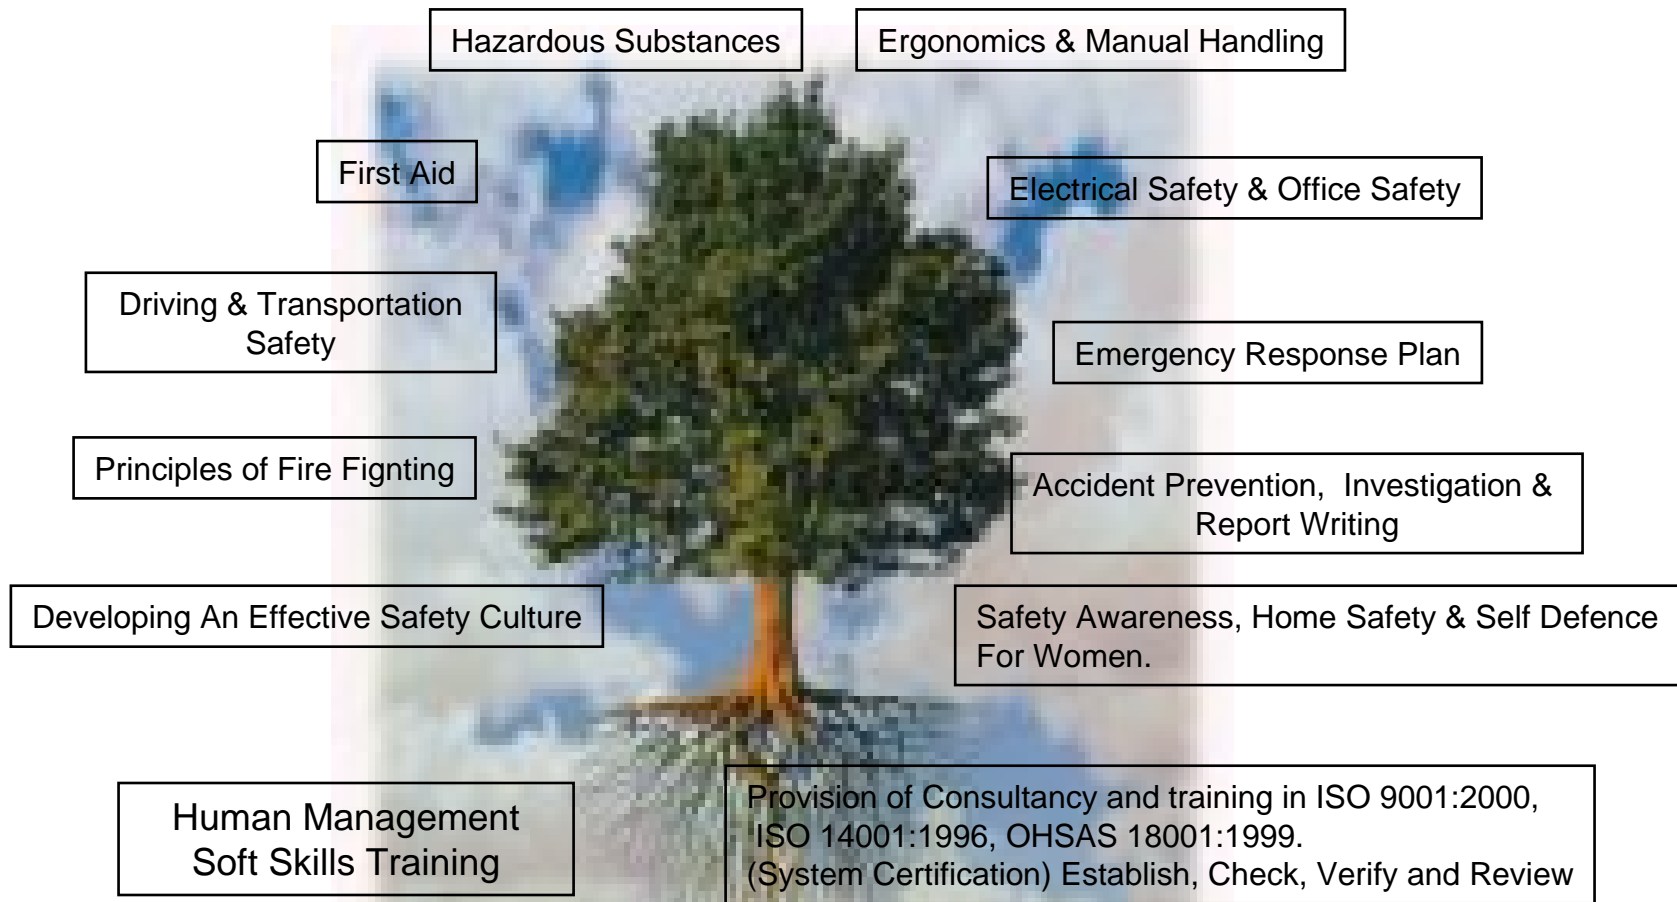 Hazardous Substances
Ergonomics & Manual Handling
First Aid
Electrical Safety & Office Safety
Driving & Transportation
Safety
Emergency Response Plan
Principles of Fire Fignting
Accident Prevention,  Investigation &
Report Writing
Developing An Effective Safety Culture
Safety Awareness, Home Safety & Self Defence
For Women.
Human Management
Soft Skills Training
Provision of Consultancy and training in ISO 9001:2000,
ISO 14001:1996, OHSAS 18001:1999.
(System Certification) Establish, Check, Verify and Review